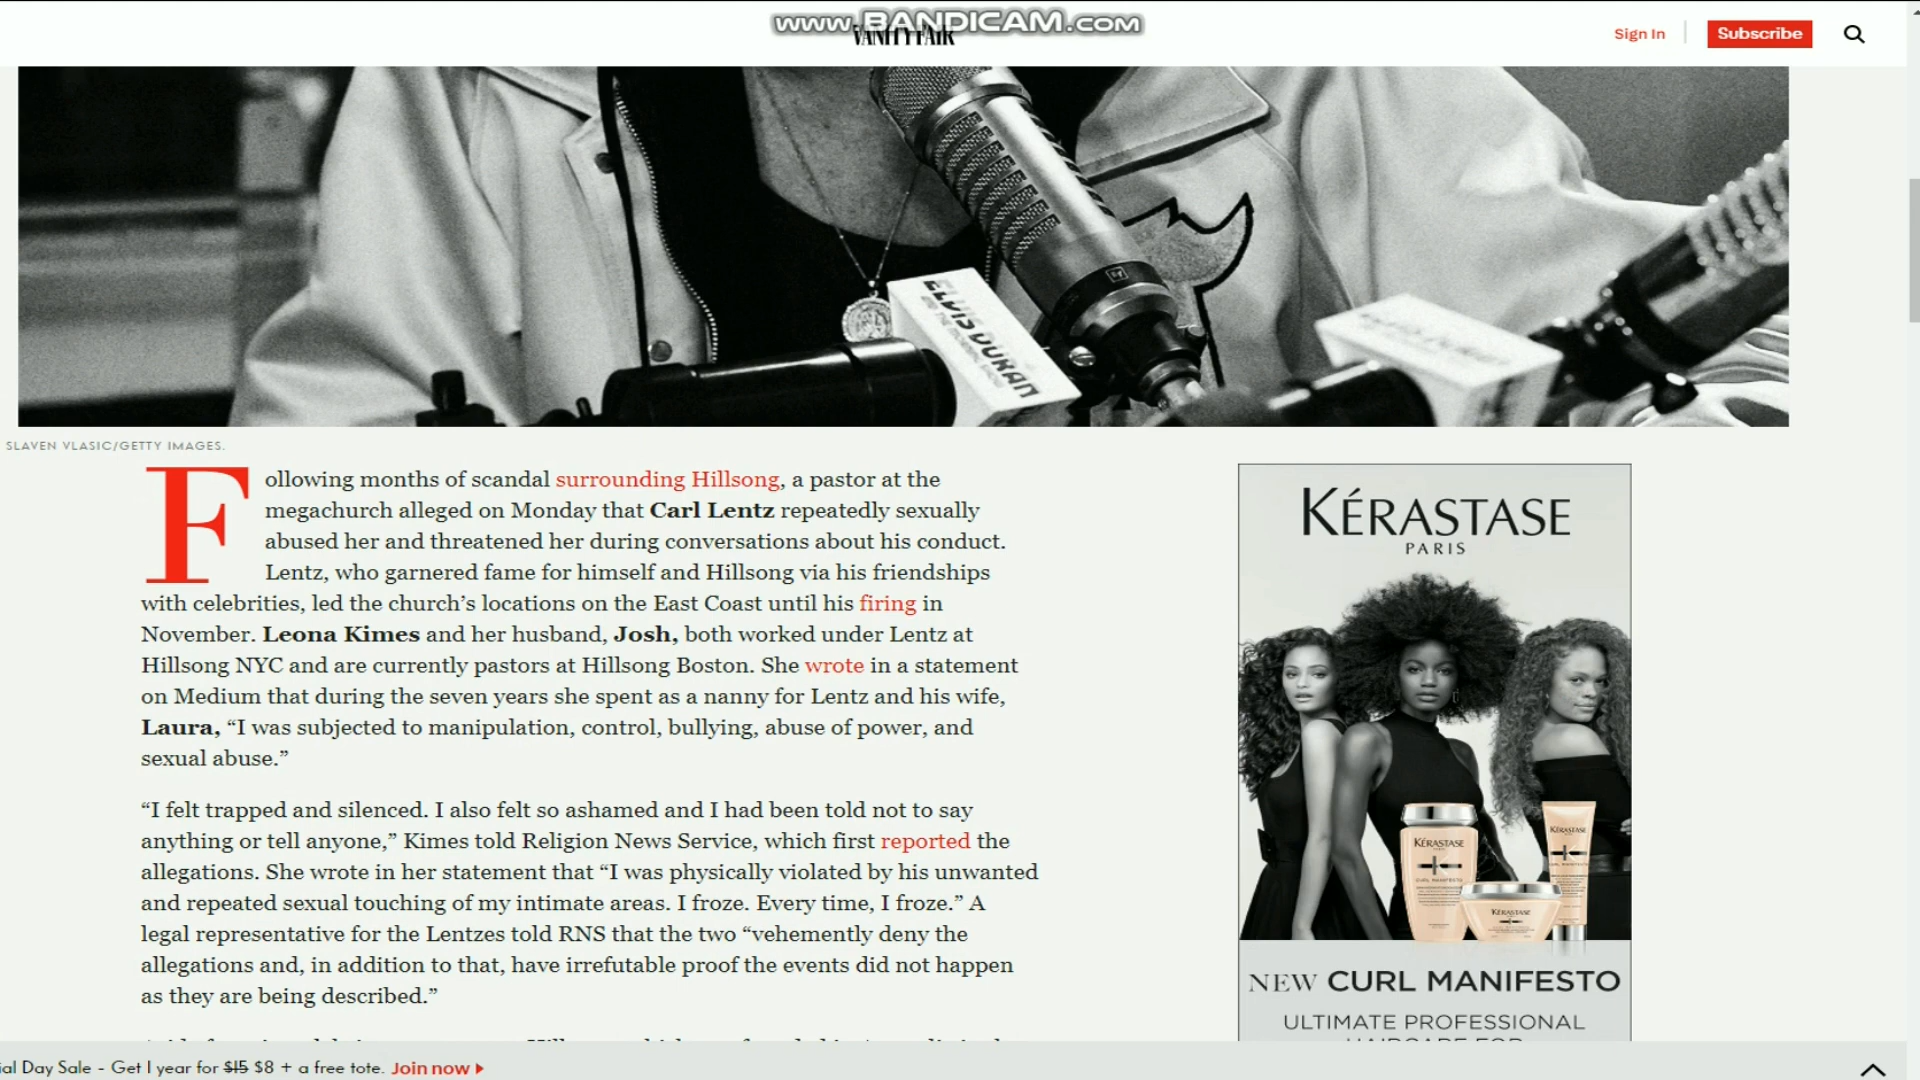 www.BANDICAM.com
VANITY FAIR
Sign In
Subscribe
ELVIS DURAN
SLAVEN VLASIC/GETTY IMAGES.
Following months of scandal surrounding Hillsong, a pastor at the
megachurch alleged on Monday that Carl Lentz repeatedly sexually
abused her and threatened her during conversations about his conduct.
Lentz, who garnered fame for himself and Hillsong via his friendships
with celebrities, led the church’s locations on the East Coast until his firing in
November. Leona Kimes and her husband, Josh, both worked under Lentz at
Hillsong NYC and are currently pastors at Hillsong Boston. She wrote in a statement
on Medium that during the seven years she spent as a nanny for Lentz and his wife,
Laura, “I was subjected to manipulation, control, bullying, abuse of power, and
sexual abuse.”
“I felt trapped and silenced. I also felt so ashamed and I had been told not to say
anything or tell anyone,” Kimes told Religion News Service, which first reported the
allegations. She wrote in her statement that “I was physically violated by his unwanted
and repeated sexual touching of my intimate areas. I froze. Every time, I froze.” A
legal representative for the Lentzes told RNS that the two “vehemently deny the
allegations and, in addition to that, have irrefutable proof the events did not happen
as they are being described.”
KÉRASTASE
PARIS
KÉRASTASE
KÉRASTASE
KÉRASTASE
NEW CURL MANIFESTO
ULTIMATE PROFESSIONAL
ial Day Sale - Get 1 year for $15 $8 + a free tote. Join now